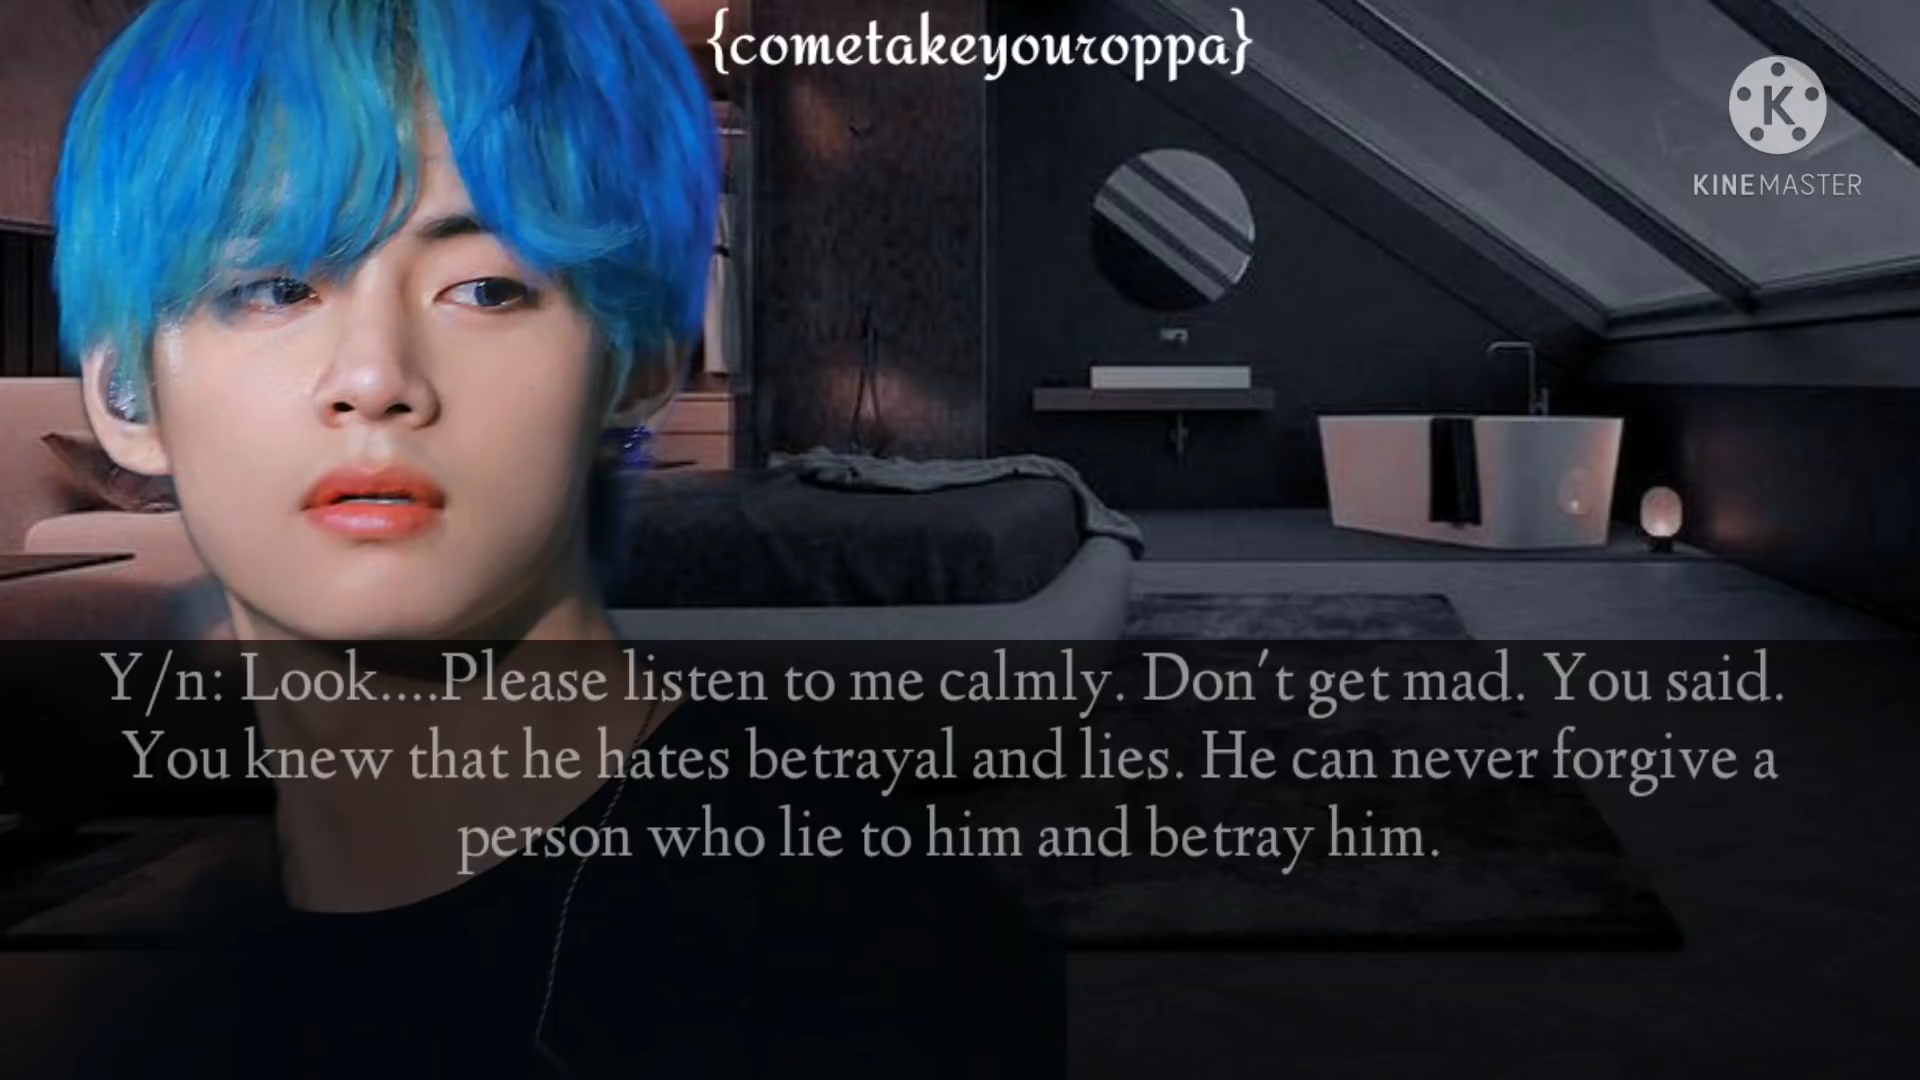 {cometakeyouroppa}
K
KINEMASTER
Y/n: Look....Please listen to me calmly. Don't get mad. You said.
You knew that he hates betrayal and lies. He can never forgive a
person who lie to him and betray him.